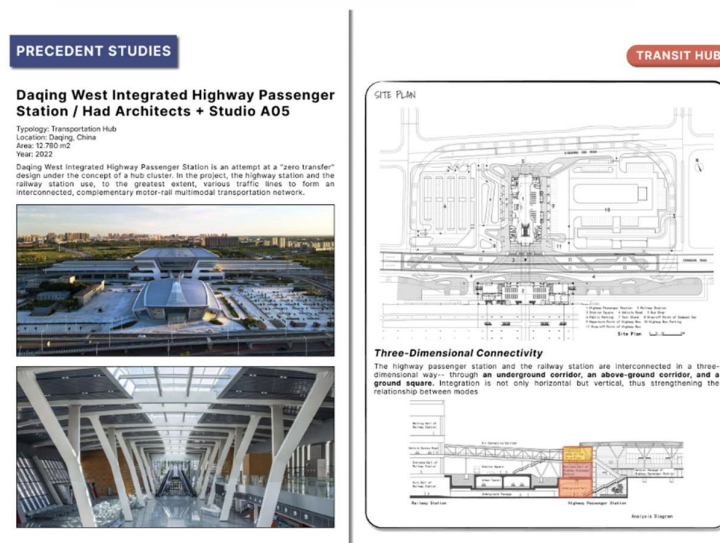 PRECEDENT STUDIES
Daqing West Integrated Highway Passenger
Station / Had Architects + Studio A05
Typology: Transportation Hub
Location: Daqing, China
Area: 12.780 m2
Year: 2022
Daqing West Integrated Highway Passenger Station is an attempt at a "zero transfer"
design under the concept of a hub cluster. In the project, the highway station and the
railway station use, to the greatest extent, various traffic lines to form an
interconnected, complementary motor-rail multimodal transportation network.
TRANSIT HUB
SITE PLAN
Site Plan
Three-Dimensional Connectivity
The highway passenger station and the railway station are interconnected in a three-
dimensional way-- through an underground corridor, an above-ground corridor, and a
ground square. Integration is not only horizontal but vertical, thus strengthening the
relationship between modes
Railway Station
Highway Passenger Station
Analysis Diagram